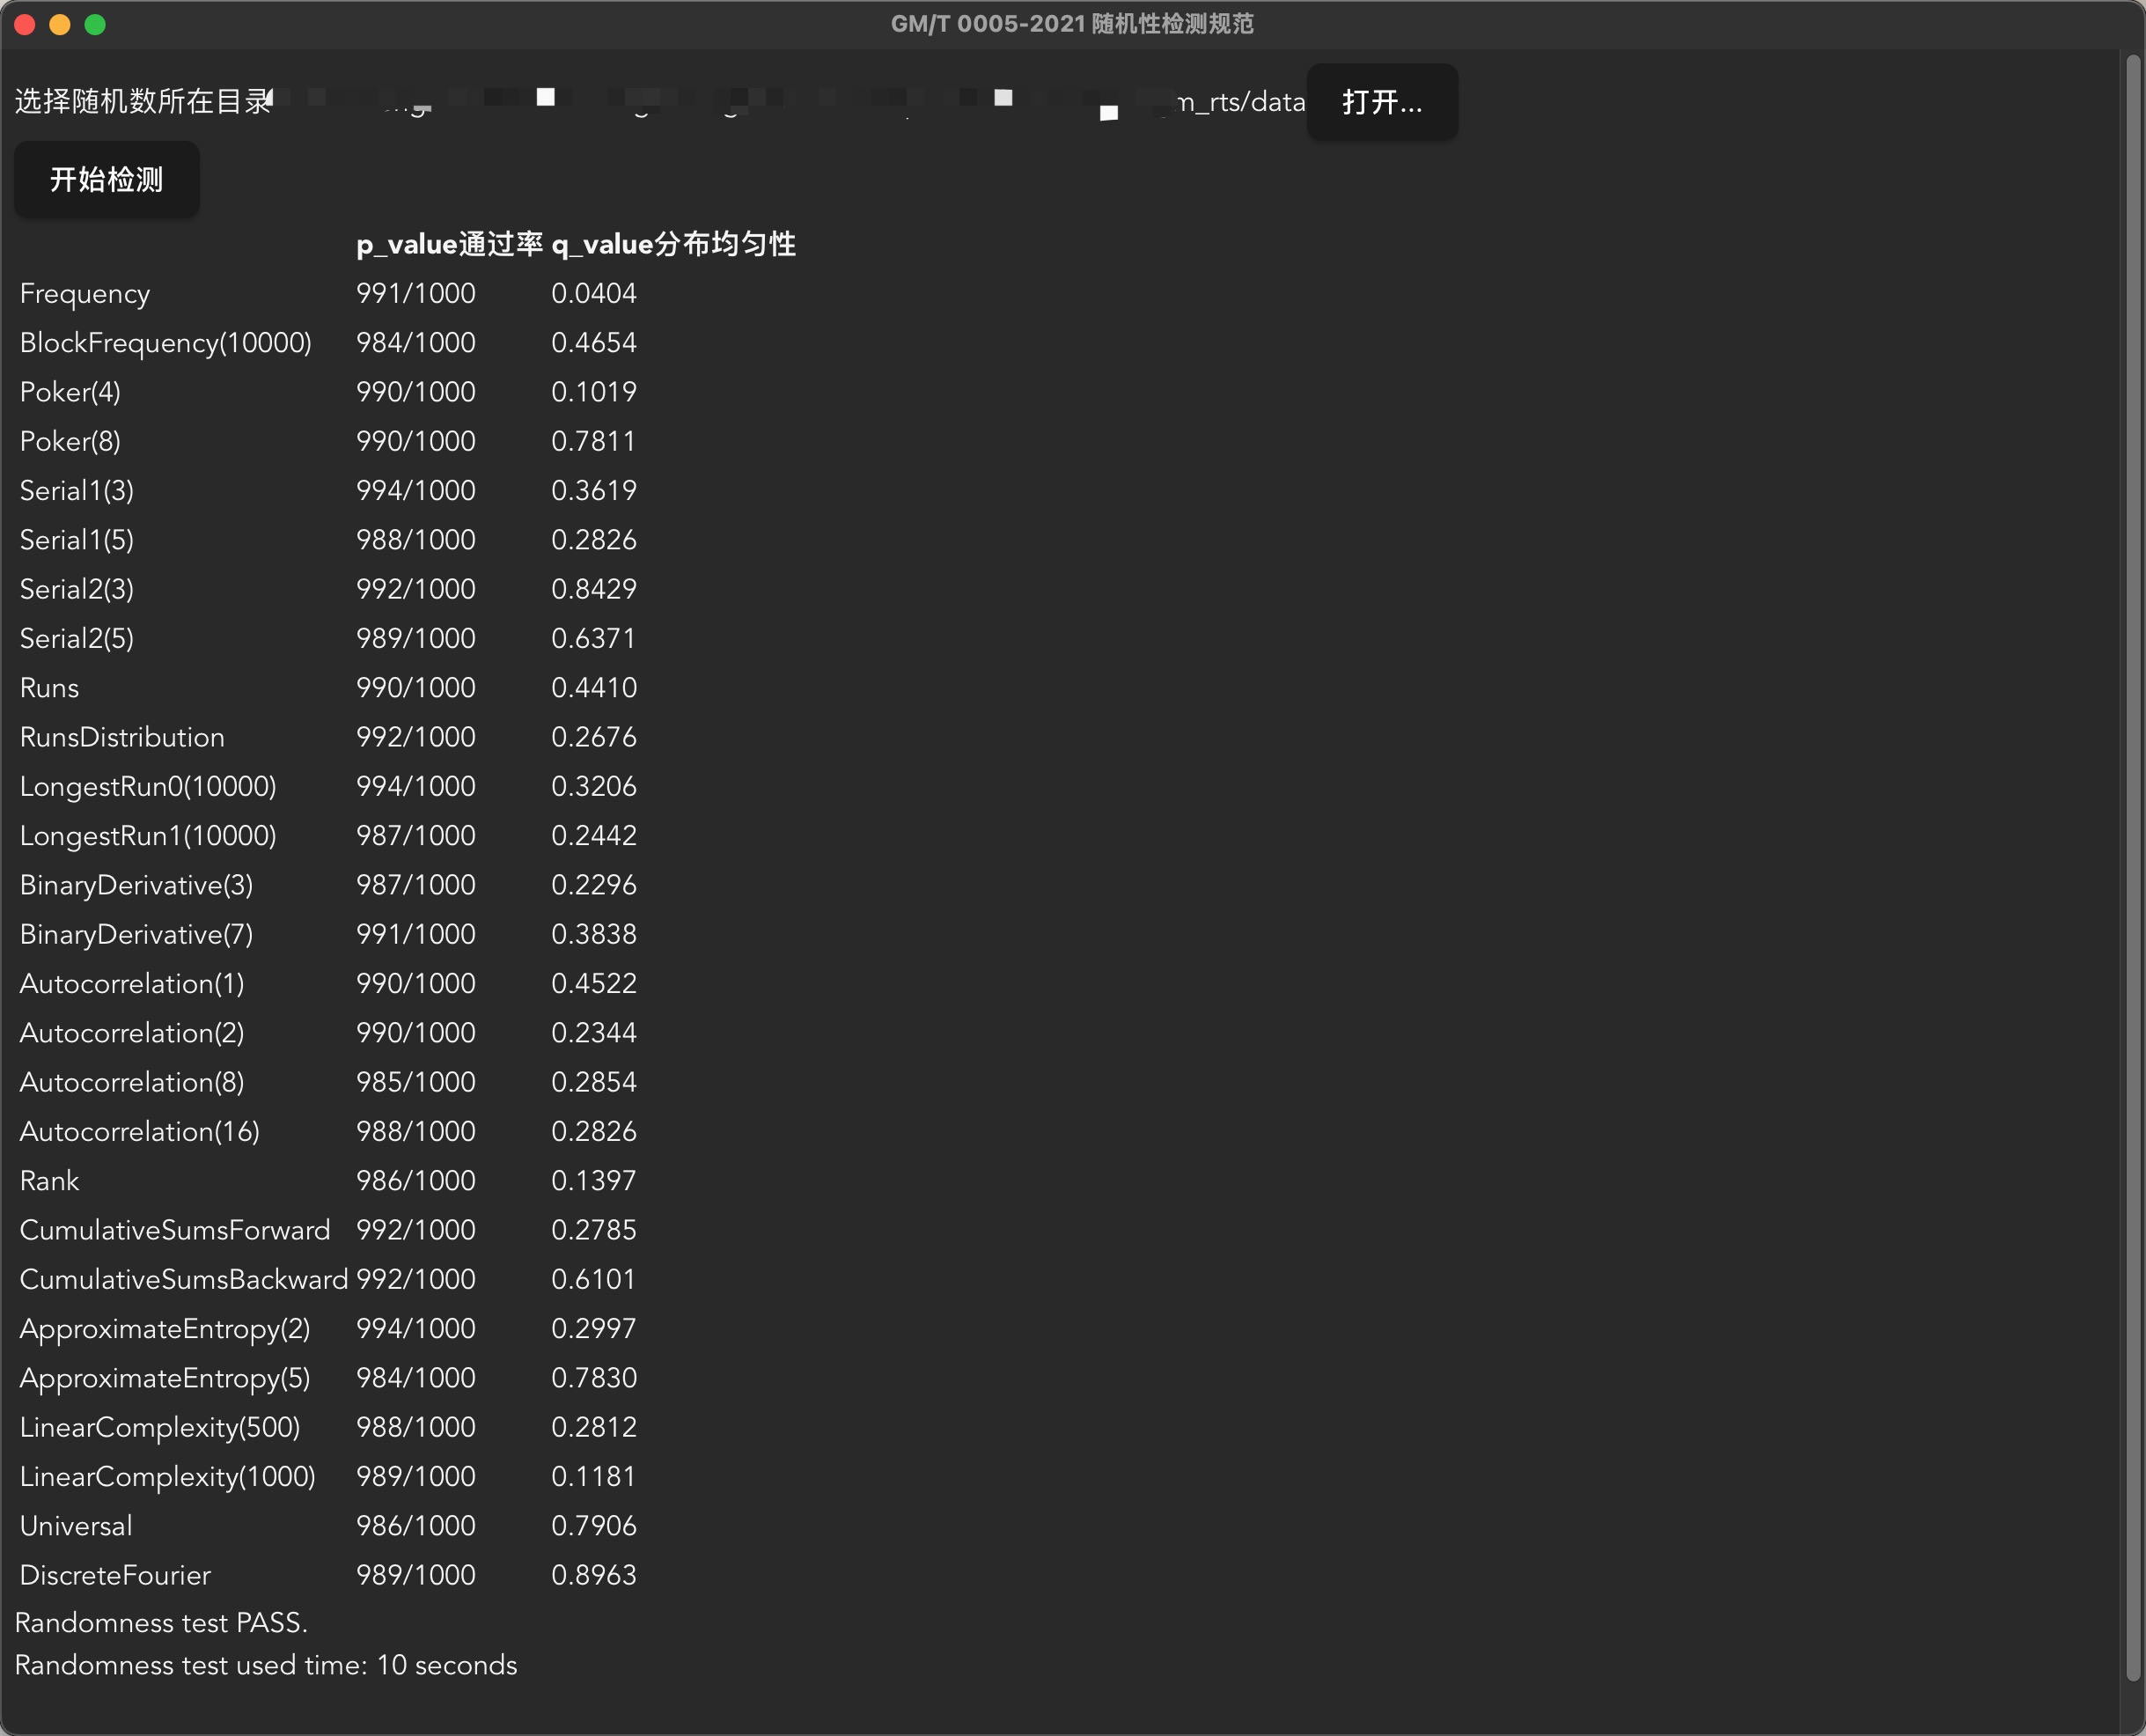 GM/T 0005-2021 随机性检测规范
选择随机数所在目录 m_rts/data 打开...
开始检测
p_value通过率 q_value分布均匀性
Frequency 991/1000 0.0404
BlockFrequency(10000) 984/1000 0.4654
Poker(4) 990/1000 0.1019
Poker(8) 990/1000 0.7811
Serial1(3) 994/1000 0.3619
Serial1(5) 988/1000 0.2826
Serial2(3) 992/1000 0.8429
Serial2(5) 989/1000 0.6371
Runs 990/1000 0.4410
RunsDistribution 992/1000 0.2676
LongestRun0(10000) 994/1000 0.3206
LongestRun1(10000) 987/1000 0.2442
BinaryDerivative(3) 987/1000 0.2296
BinaryDerivative(7) 991/1000 0.3838
Autocorrelation(1) 990/1000 0.4522
Autocorrelation(2) 990/1000 0.2344
Autocorrelation(8) 985/1000 0.2854
Autocorrelation(16) 988/1000 0.2826
Rank 986/1000 0.1397
CumulativeSumsForward 992/1000 0.2785
CumulativeSumsBackward 992/1000 0.6101
ApproximateEntropy(2) 994/1000 0.2997
ApproximateEntropy(5) 984/1000 0.7830
LinearComplexity(500) 988/1000 0.2812
LinearComplexity(1000) 989/1000 0.1181
Universal 986/1000 0.7906
DiscreteFourier 989/1000 0.8963
Randomness test PASS.
Randomness test used time: 10 seconds